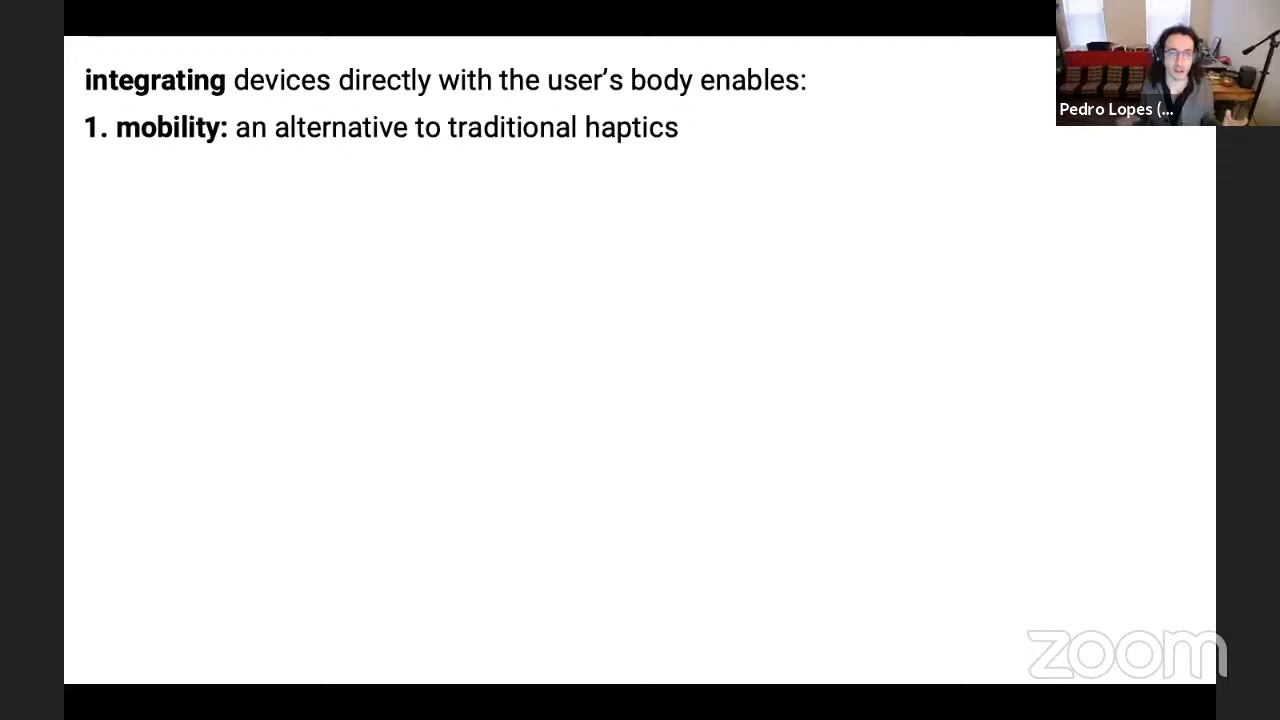 integrating devices directly with the user’s body enables:
1. mobility: an alternative to traditional haptics
Pedro Lopes (...
zoom